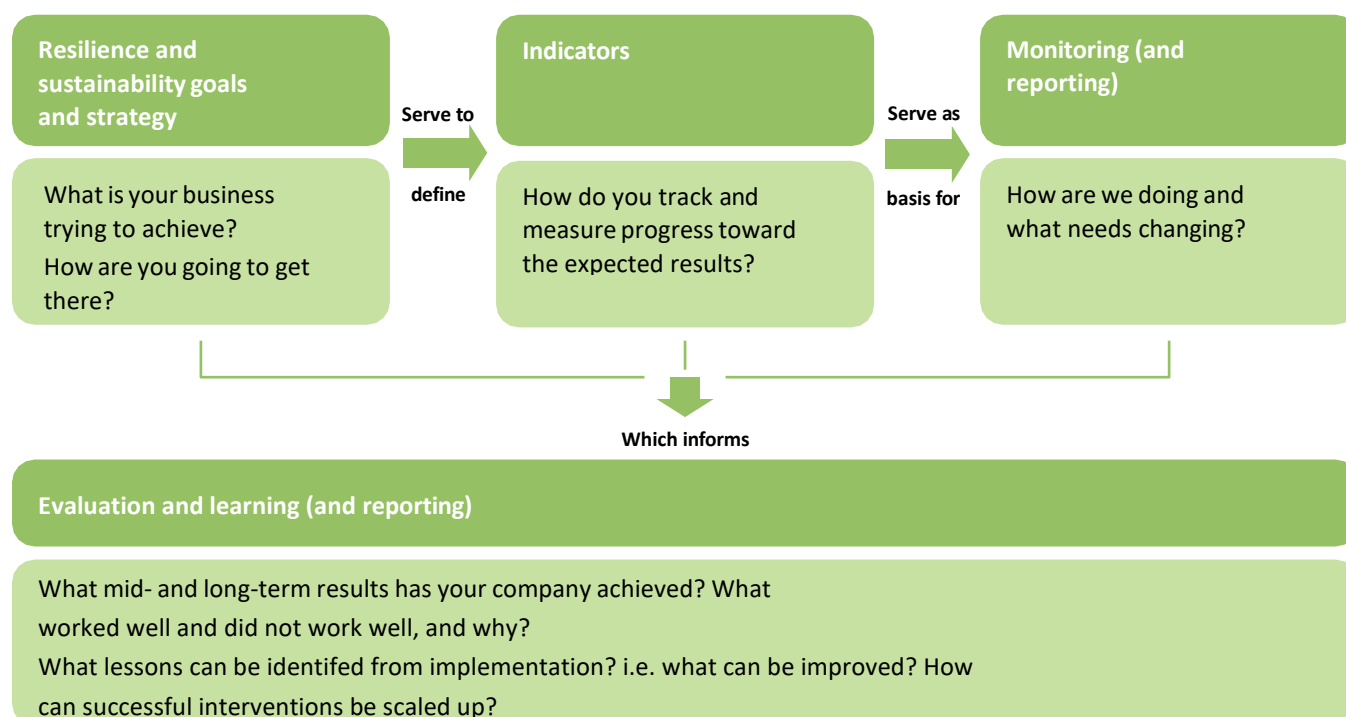 Resilience and
sustainability goals
and strategy
What is your business
trying to achieve?
How are you going to get
there?
Serve to
define
Indicators
How do you track and
measure progress toward
the expected results?
Serve as
basis for
Monitoring (and
reporting)
How are we doing and
what needs changing?
Which informs
Evaluation and learning (and reporting)
What mid- and long-term results has your company achieved? What
worked well and did not work well, and why?
What lessons can be identifed from implementation? i.e. what can be improved? How
can successful interventions be scaled up?